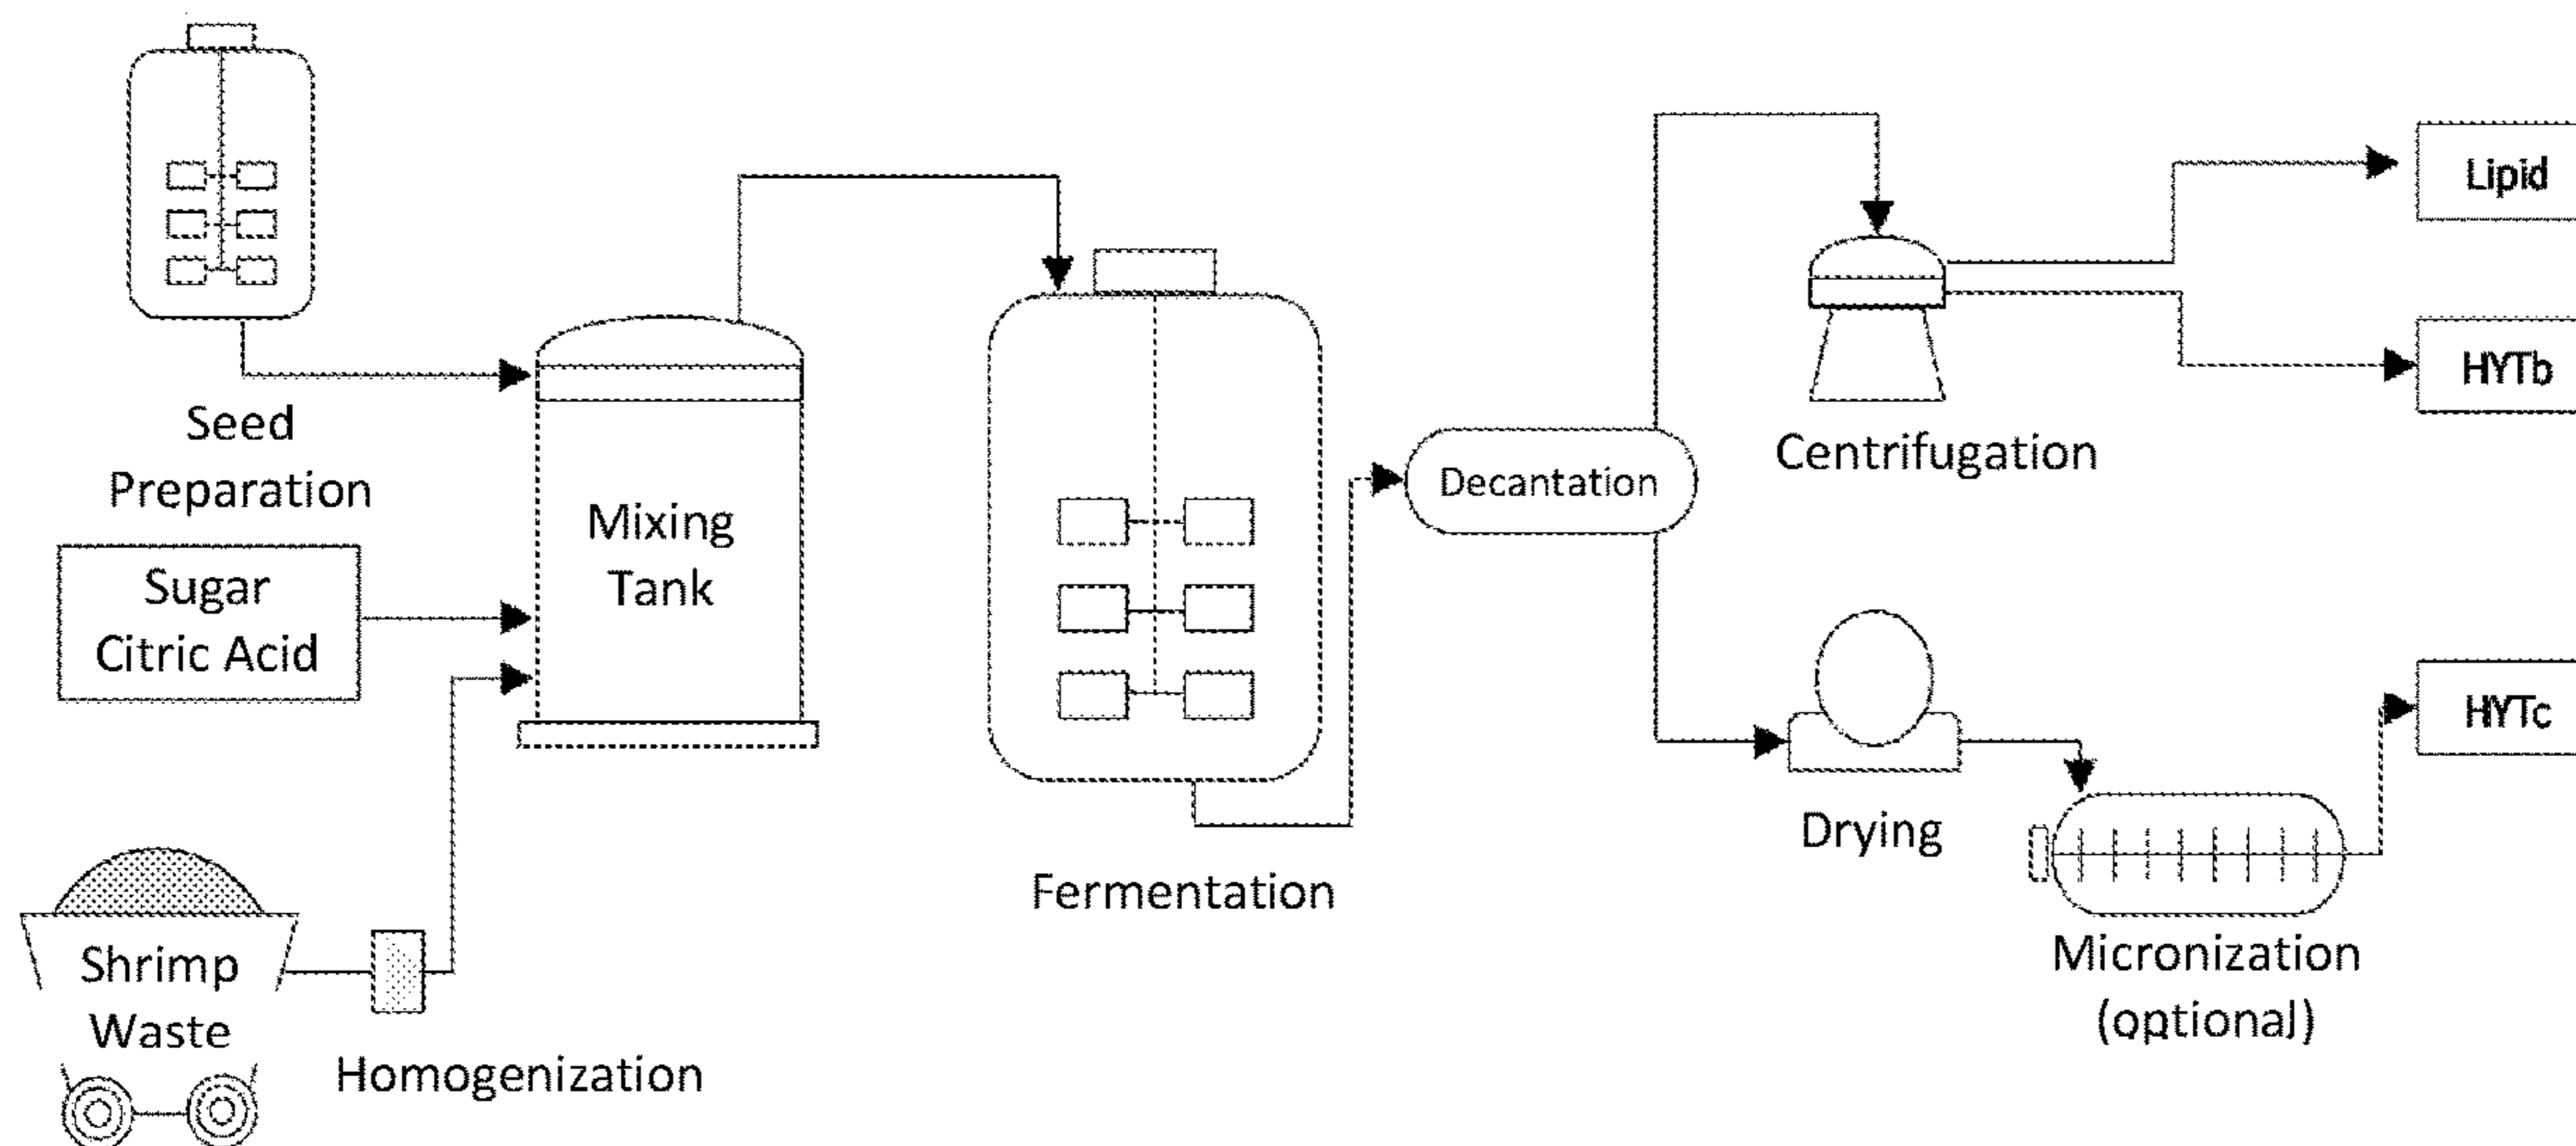 Seed
Preparation
Sugar
Citric Acid
Shrimp
Waste
Homogenization
Mixing
Tank
Fermentation
Decantation
Centrifugation
Drying
Micronization
(optional)
Lipid
HYTb
HYTc